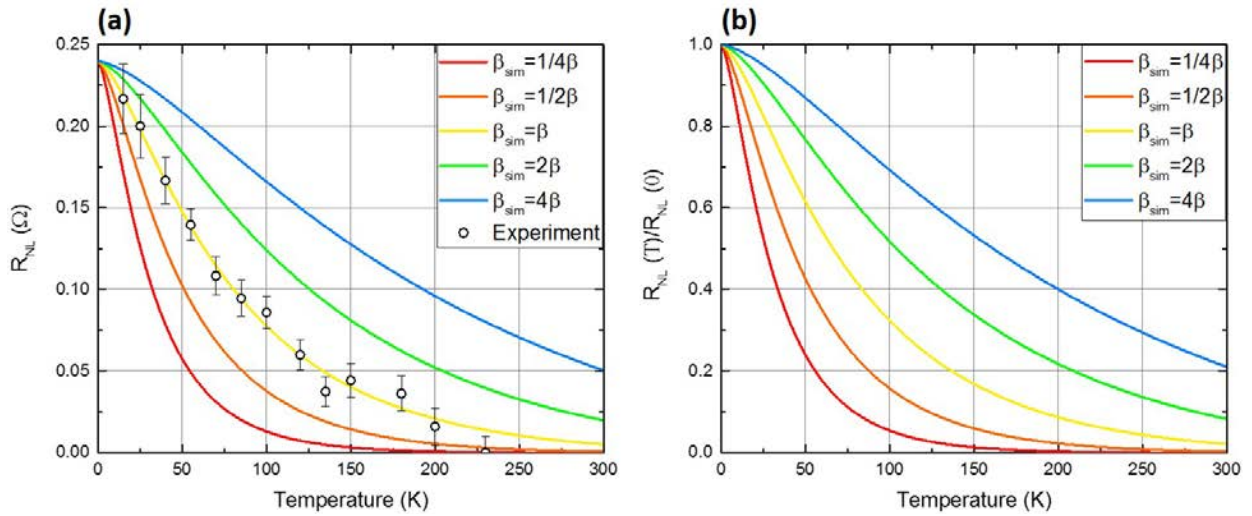 (a)
0.25
0.20
0.15
0.10
0.05
0.00
R_NL (Ω)
0 50 100 150 200 250 300
Temperature (K)
β_sim=1/4β
β_sim=1/2β
β_sim=β
β_sim=2β
β_sim=4β
Experiment
(b)
1.0
0.8
0.6
0.4
0.2
0.0
R_NL (T)/R_NL (0)
0 50 100 150 200 250 300
Temperature (K)
β_sim=1/4β
β_sim=1/2β
β_sim=β
β_sim=2β
β_sim=4β